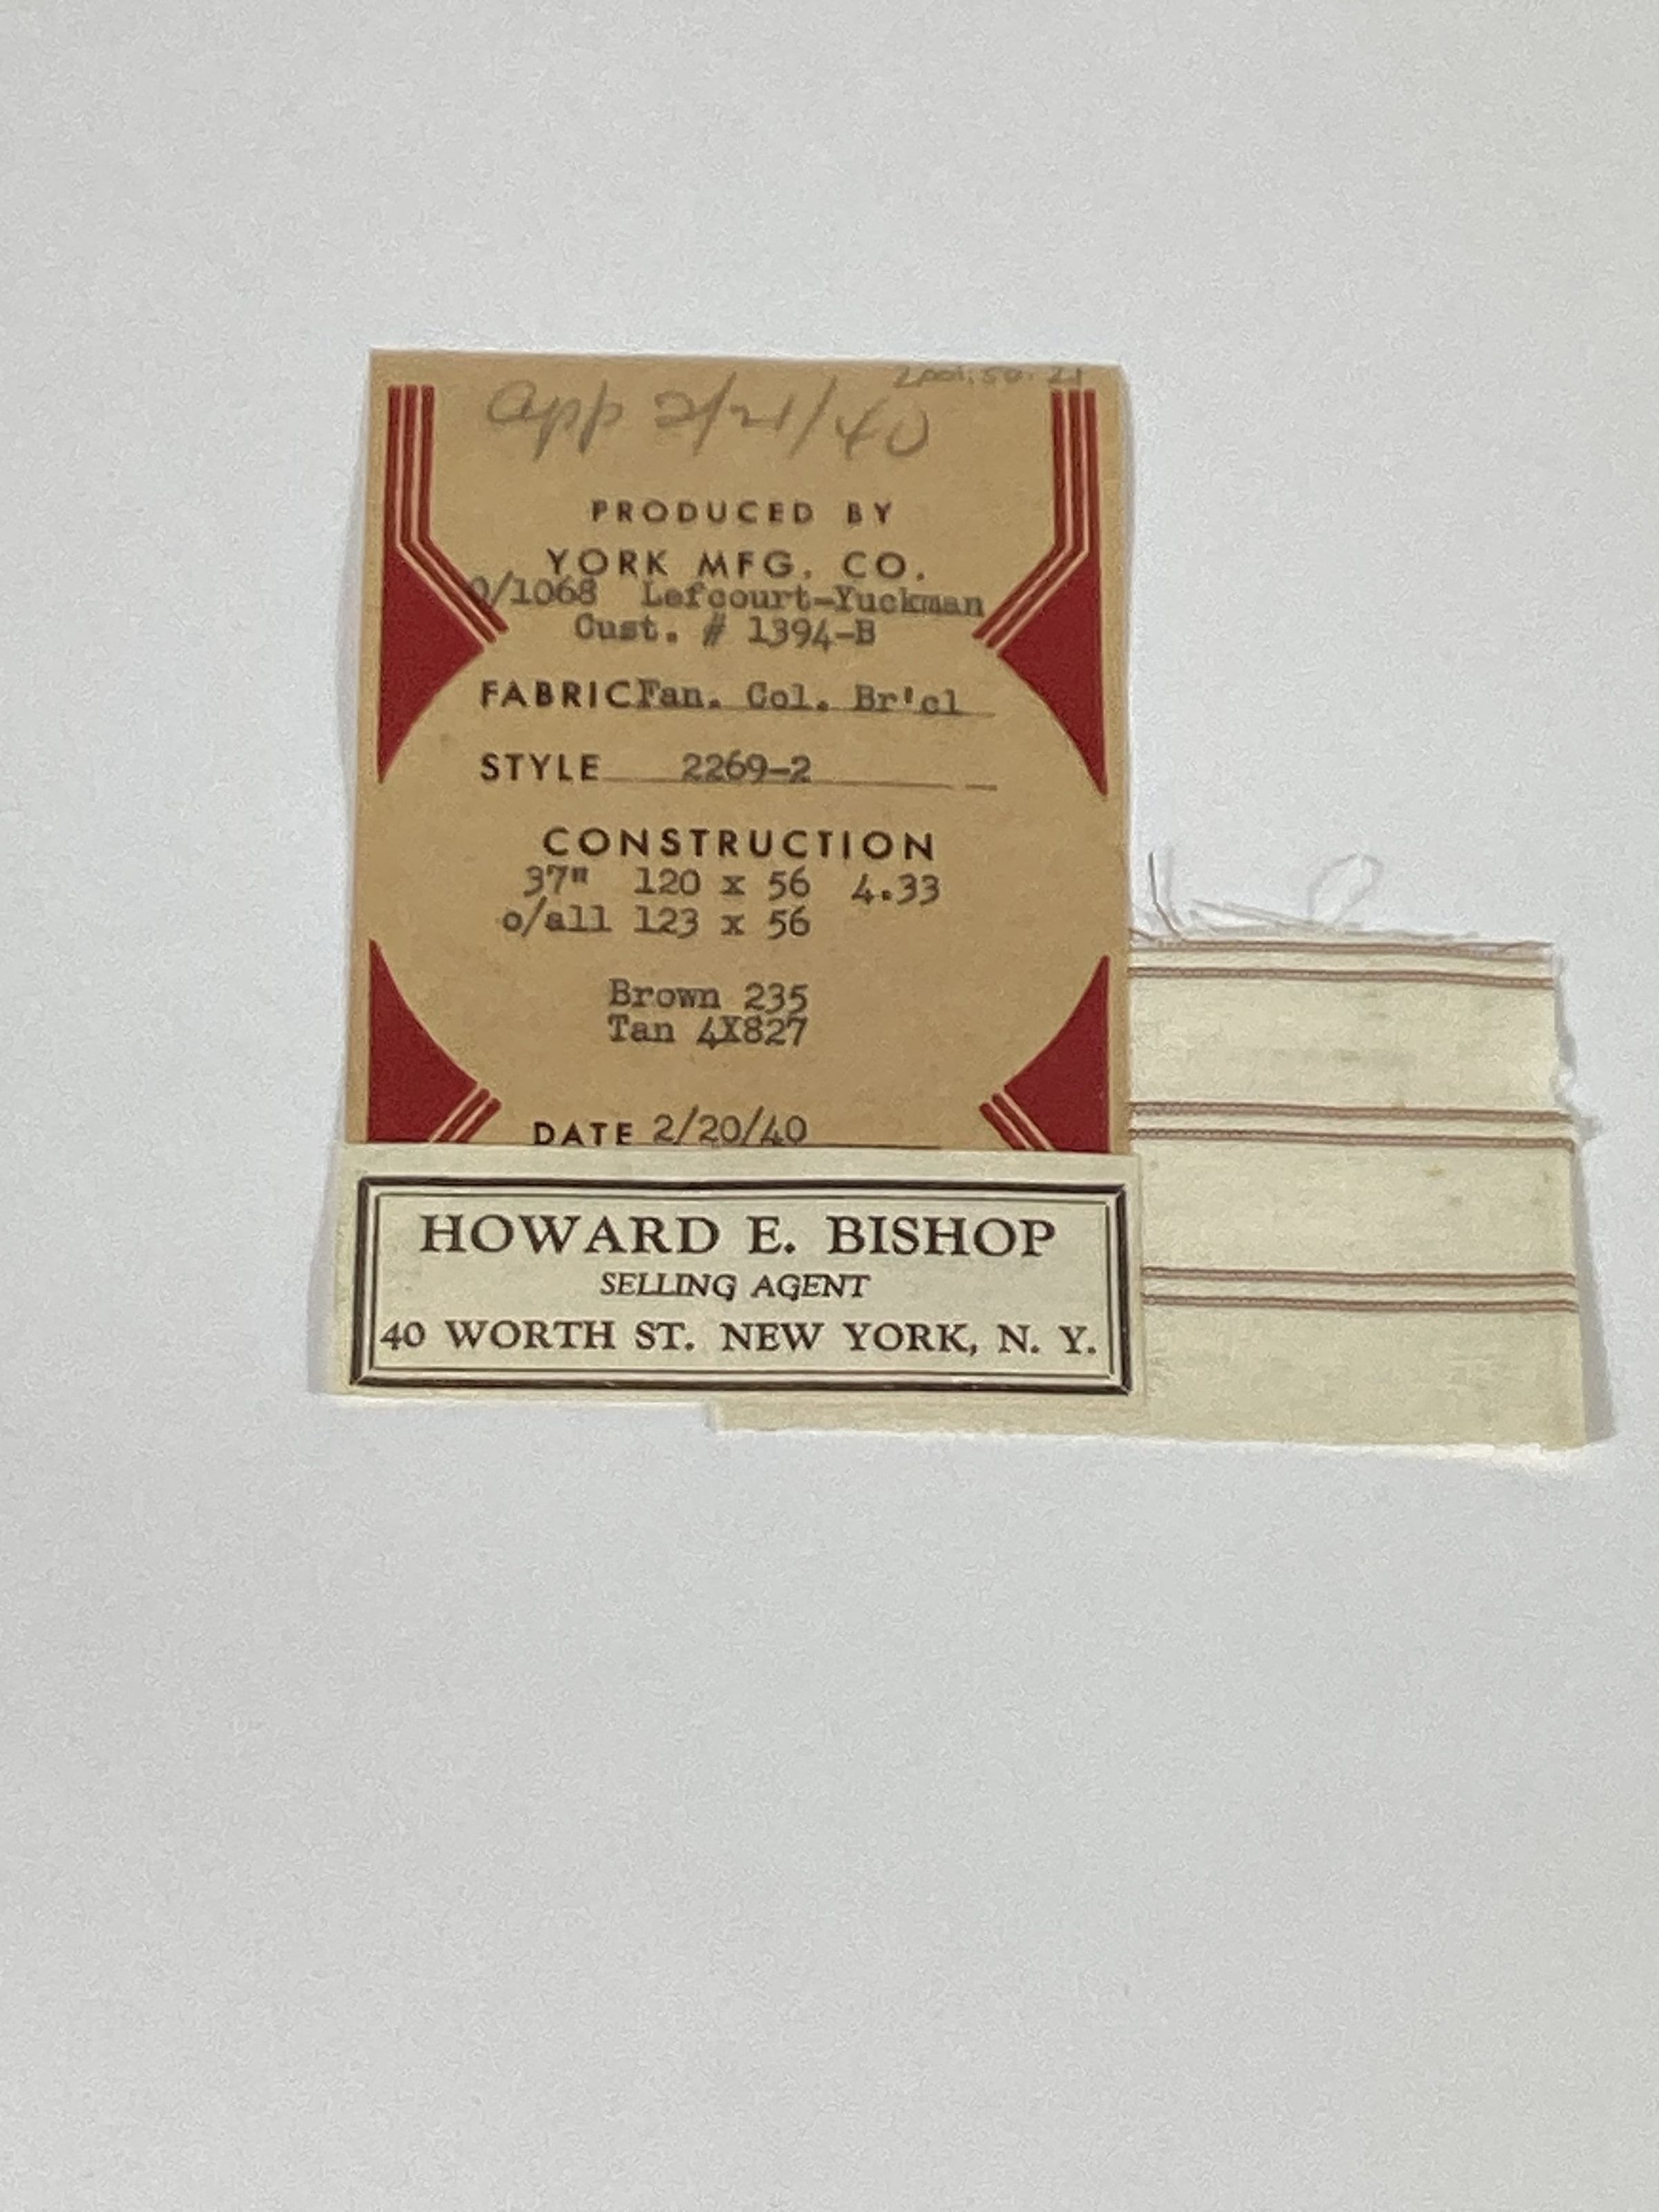 2001.50.21
app 2/21/40
PRODUCED BY
YORK MFG. CO.
O/1068 Lefcourt-Yuckman
Cust. # 1394-B
FABRIC Fan. Col. Br'cl
STYLE 2269-2
CONSTRUCTION
37" 120 x 56 4.33
o/all 123 x 56
Brown 235
Tan 4X827
DATE 2/20/40
HOWARD E. BISHOP
SELLING AGENT
40 WORTH ST. NEW YORK, N. Y.